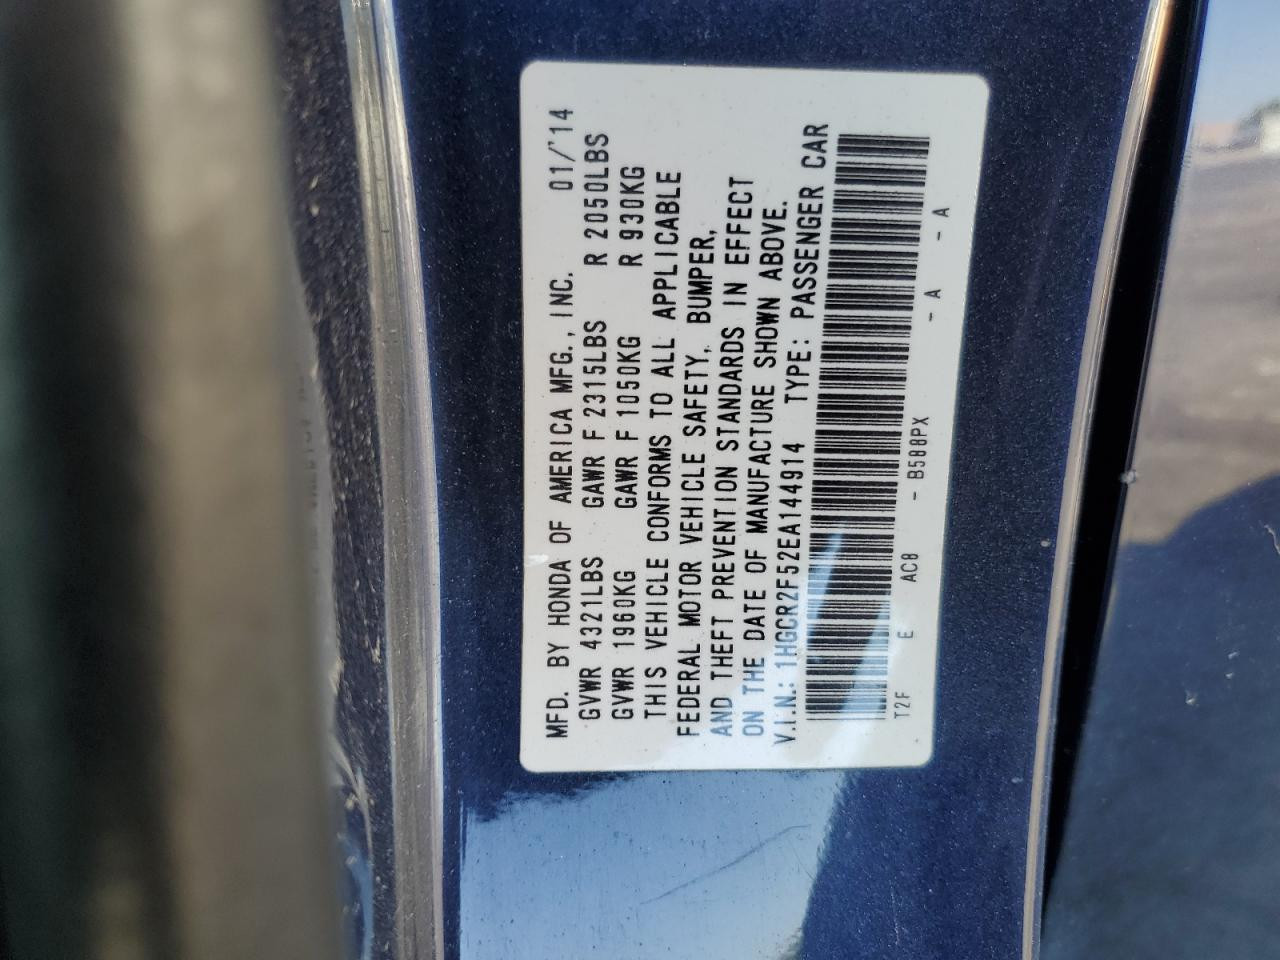 MFD. BY HONDA OF AMERICA MFG., INC. 01/'14
GVWR 4321LBS GAWR F 2315LBS R 2050LBS
GVWR 1960KG GAWR F 1050KG R 930KG
THIS VEHICLE CONFORMS TO ALL APPLICABLE
FEDERAL MOTOR VEHICLE SAFETY, BUMPER,
AND THEFT PREVENTION STANDARDS IN EFFECT
ON THE DATE OF MANUFACTURE SHOWN ABOVE.
V.I.N.: 1HGCR2F52EA144914 TYPE: PASSENGER CAR
T2F E AC8 - B588PX - A - A